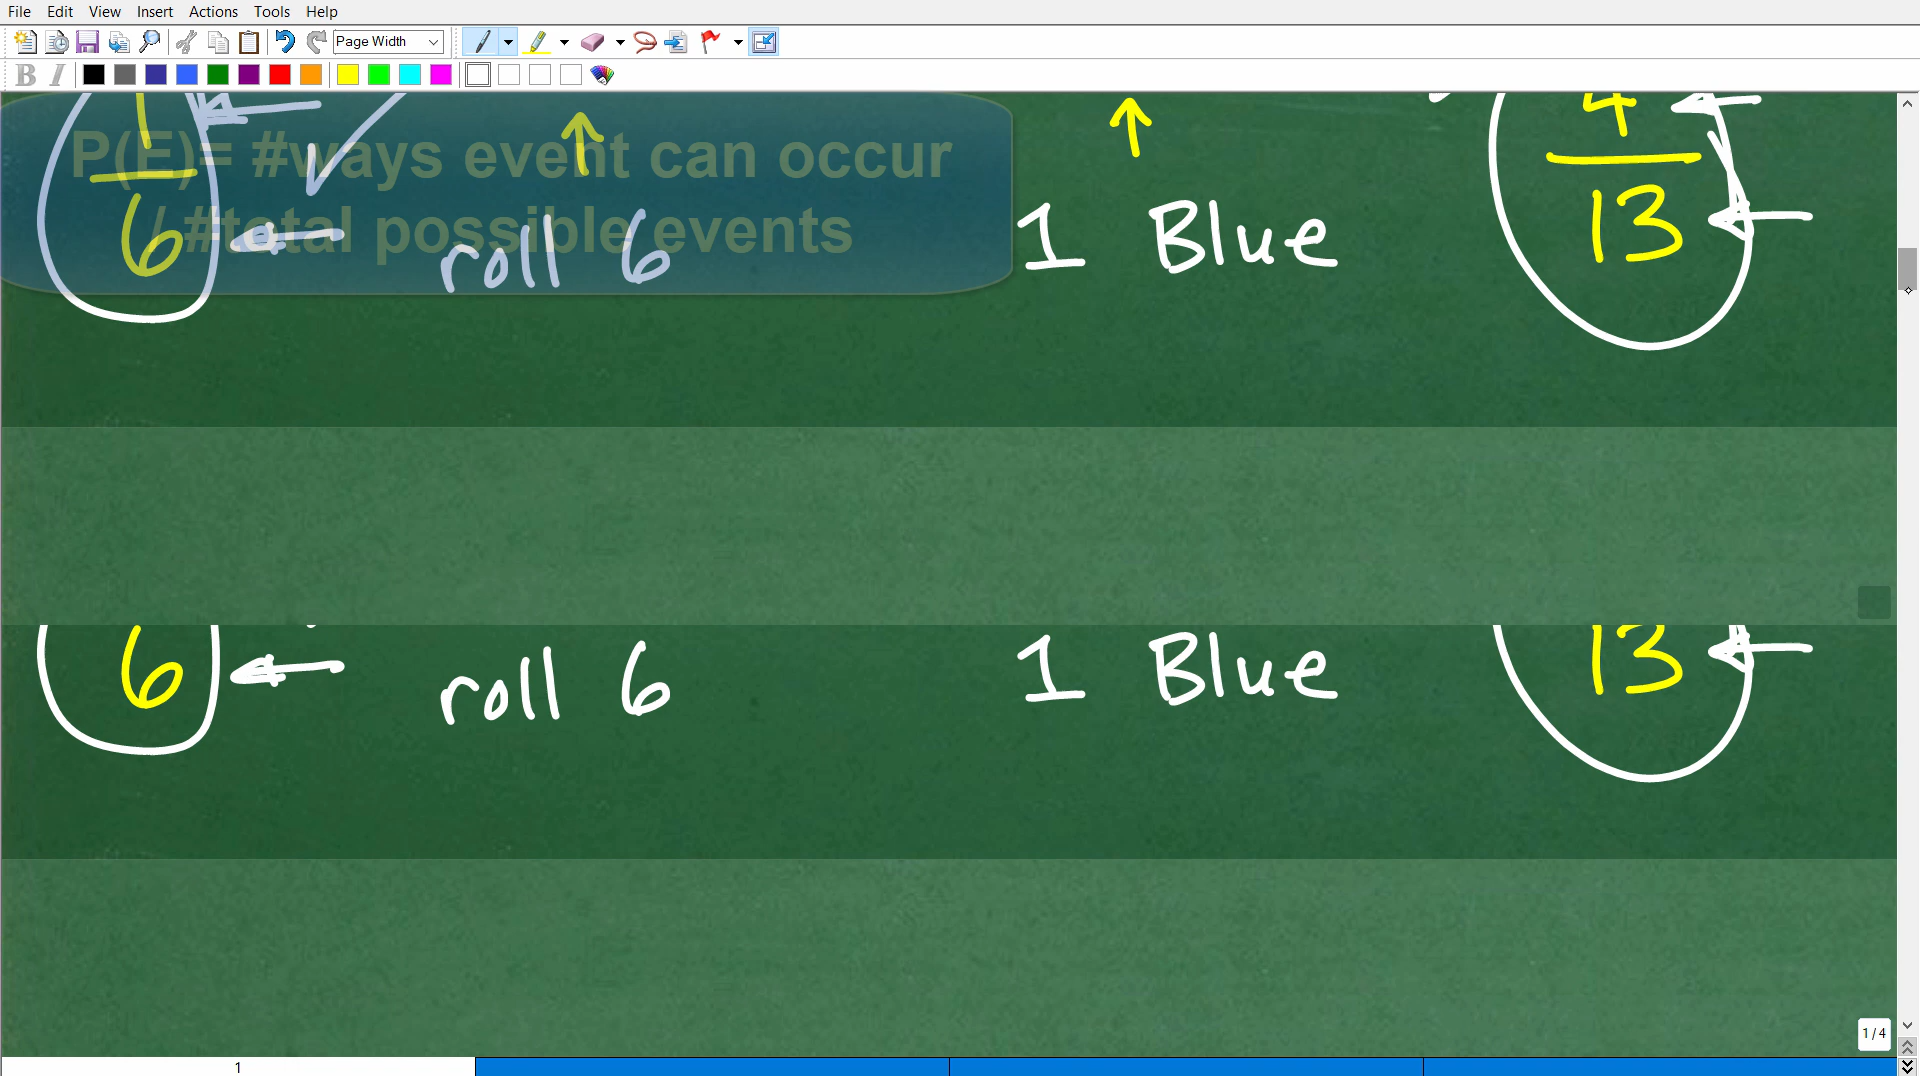 File Edit View Insert Actions Tools Help
Page Width
B I
P(E)= #ways event can occur
/ #total possible events
1
6
roll 6
1 Blue
4
13
6
roll 6
1 Blue
13
1 / 4
1